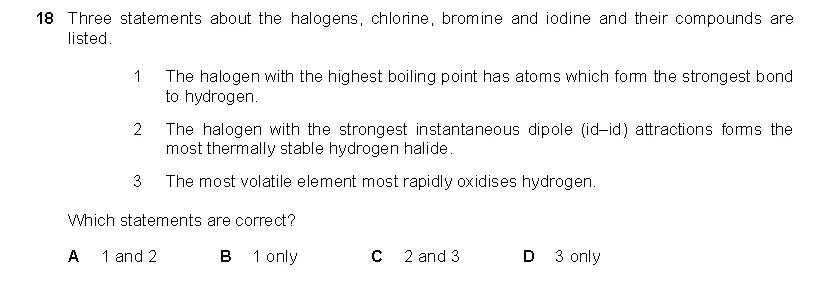 18 Three statements about the halogens, chlorine, bromine and iodine and their compounds are
listed.
1 The halogen with the highest boiling point has atoms which form the strongest bond
to hydrogen.
2 The halogen with the strongest instantaneous dipole (id–id) attractions forms the
most thermally stable hydrogen halide.
3 The most volatile element most rapidly oxidises hydrogen.
Which statements are correct?
A 1 and 2 B 1 only C 2 and 3 D 3 only